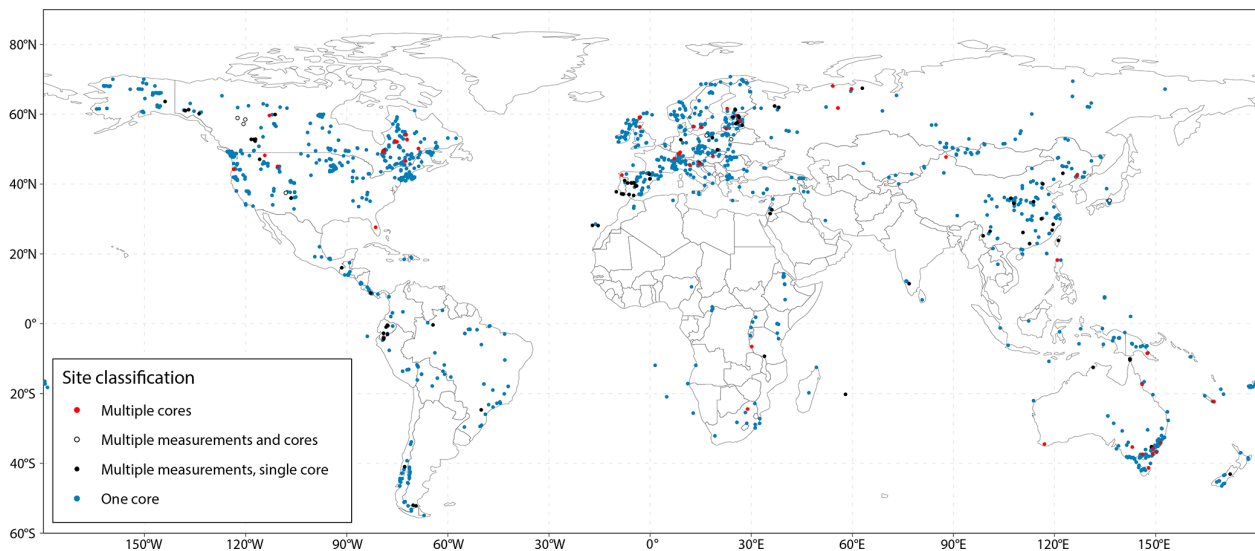 80°N
60°N
40°N
20°N
0°
20°S
40°S
60°S
Site classification
Multiple cores
Multiple measurements and cores
Multiple measurements, single core
One core
150°W 120°W 90°W 60°W 30°W 0° 30°E 60°E 90°E 120°E 150°E